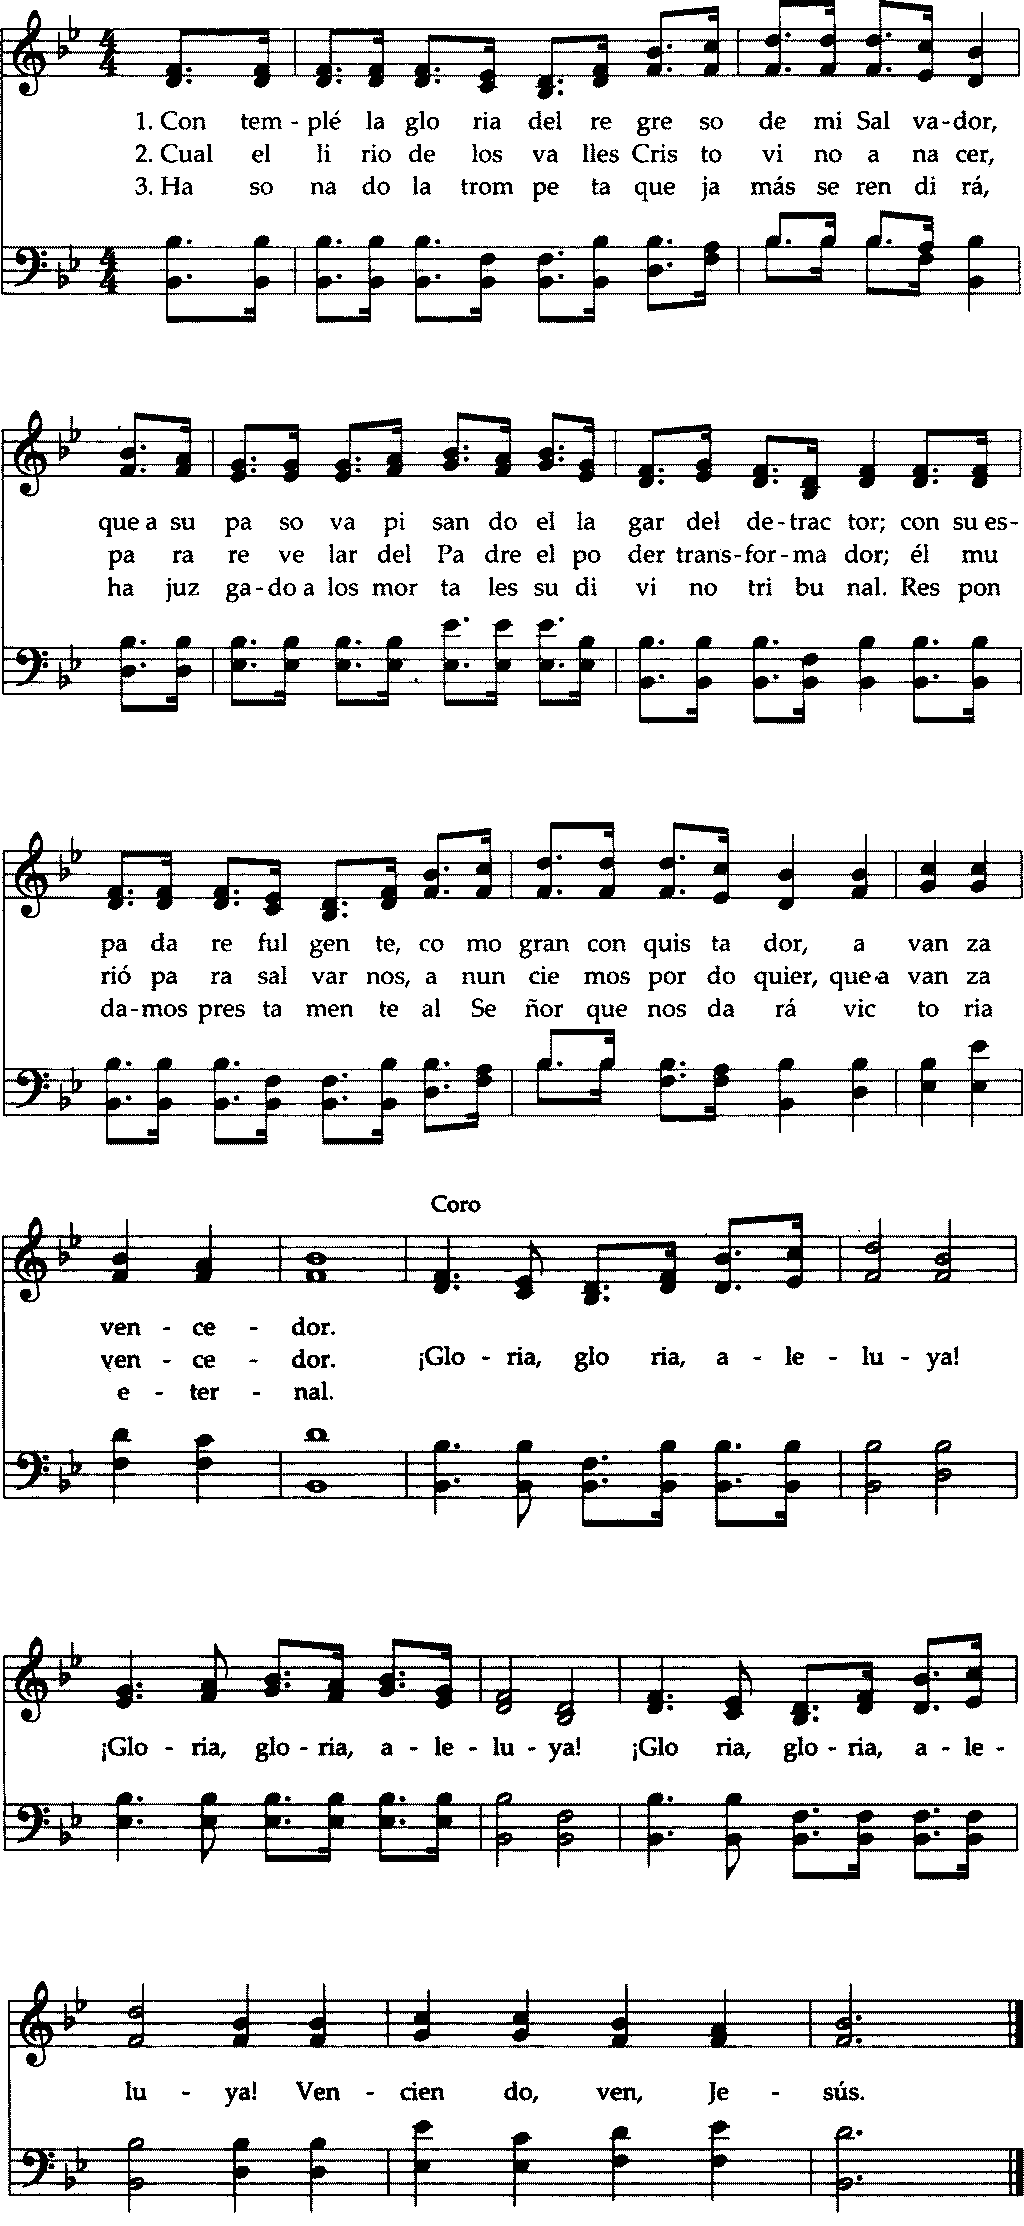 1. Con tem - plé la glo ria del re gre so de mi Sal va-dor,
2. Cual el li rio de los va lles Cris to vi no a na cer,
3. Ha so na do la trom pe ta que ja más se ren di rá,
que a su pa so va pi san do el la gar del de-trac tor; con su es-
pa ra re ve lar del Pa dre el po der trans-for-ma dor; él mu
ha juz ga-do a los mor ta les su di vi no tri bu nal. Res pon
pa da re ful gen te, co mo gran con quis ta dor, a van za
rió pa ra sal var nos, a nun cie mos por do quier, que a van za
da-mos pres ta men te al Se ñor que nos da rá vic to ria
Coro
ven - ce - dor.
ven - ce - dor. ¡Glo - ria, glo ria, a - le - lu - ya!
e - ter - nal.
¡Glo - ria, glo - ria, a - le - lu - ya! ¡Glo ria, glo - ria, a - le -
lu - ya! Ven - cien do, ven, Je - sús.